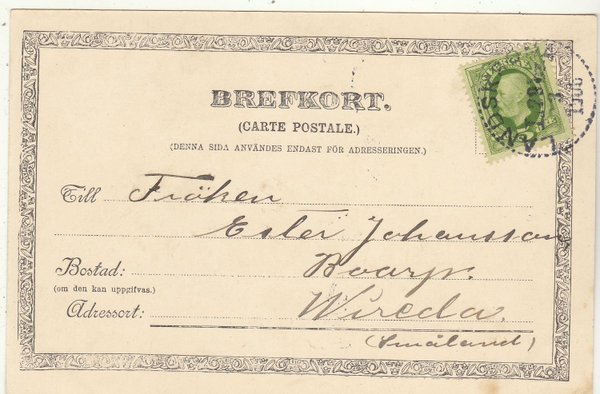 BREFKORT.
(CARTE POSTALE.)
(DENNA SIDA ANVÄNDES ENDAST FÖR ADRESSERINGEN.)
Till Fröken
Ester Johansson,
Bostad: Boarp.
(om den kan uppgifvas.)
Adressort: Wireda.
(Småland)